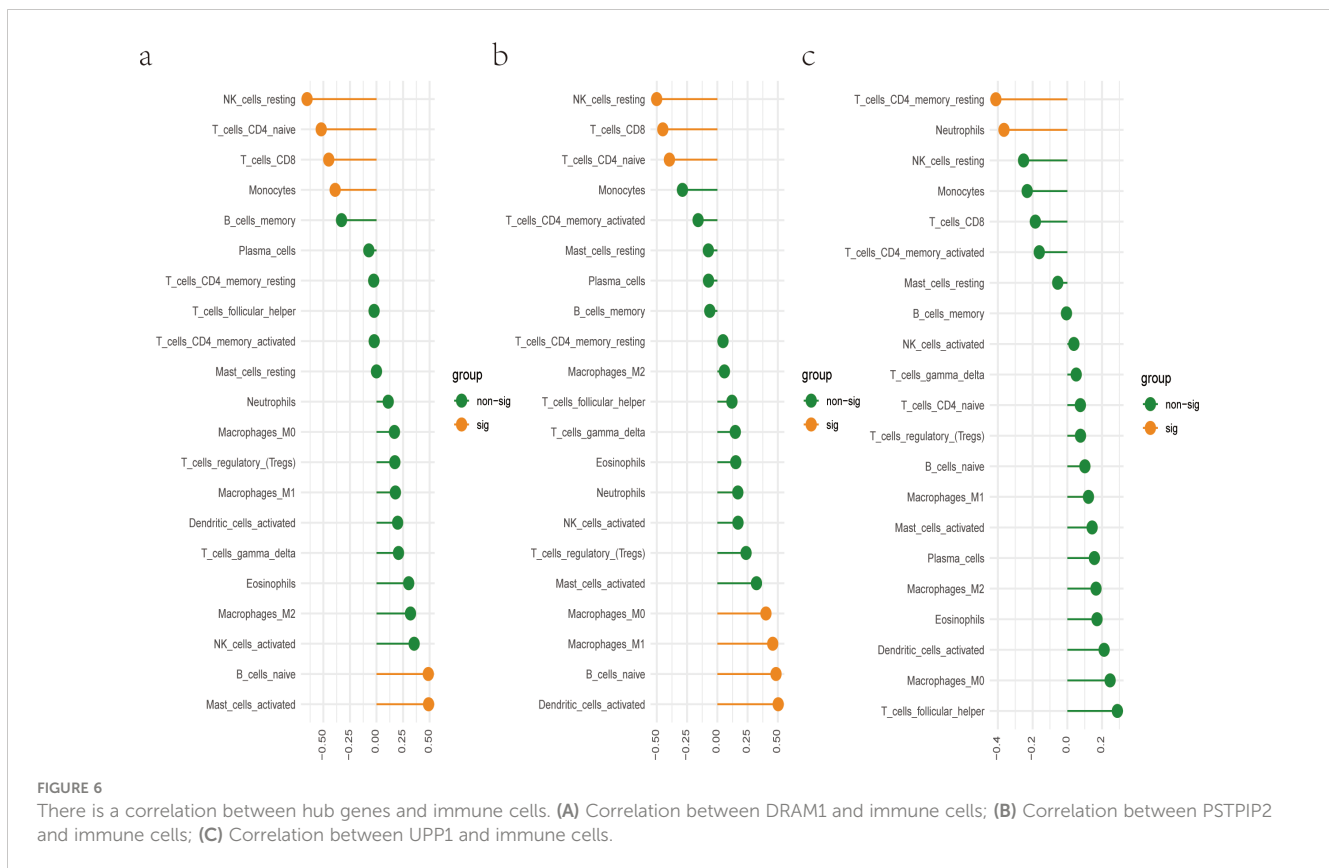 a
NK_cells_resting
T_cells_CD4_naive
T_cells_CD8
Monocytes
B_cells_memory
Plasma_cells
T_cells_CD4_memory_resting
T_cells_follicular_helper
T_cells_CD4_memory_activated
Mast_cells_resting
Neutrophils
Macrophages_M0
T_cells_regulatory_(Tregs)
Macrophages_M1
Dendritic_cells_activated
T_cells_gamma_delta
Eosinophils
Macrophages_M2
NK_cells_activated
B_cells_naive
Mast_cells_activated
−0.50
−0.25
0.00
0.25
0.50
group
non−sig
sig
b
NK_cells_resting
T_cells_CD8
T_cells_CD4_naive
Monocytes
T_cells_CD4_memory_activated
Mast_cells_resting
Plasma_cells
B_cells_memory
T_cells_CD4_memory_resting
Macrophages_M2
T_cells_follicular_helper
T_cells_gamma_delta
Eosinophils
Neutrophils
NK_cells_activated
T_cells_regulatory_(Tregs)
Mast_cells_activated
Macrophages_M0
Macrophages_M1
B_cells_naive
Dendritic_cells_activated
−0.50
−0.25
0.00
0.25
0.50
group
non−sig
sig
c
T_cells_CD4_memory_resting
Neutrophils
NK_cells_resting
Monocytes
T_cells_CD8
T_cells_CD4_memory_activated
Mast_cells_resting
B_cells_memory
NK_cells_activated
T_cells_gamma_delta
T_cells_CD4_naive
T_cells_regulatory_(Tregs)
B_cells_naive
Macrophages_M1
Mast_cells_activated
Plasma_cells
Macrophages_M2
Eosinophils
Dendritic_cells_activated
Macrophages_M0
T_cells_follicular_helper
−0.4
−0.2
0.0
0.2
group
non−sig
sig
FIGURE 6
There is a correlation between hub genes and immune cells. (A) Correlation between DRAM1 and immune cells; (B) Correlation between PSTPIP2
and immune cells; (C) Correlation between UPP1 and immune cells.